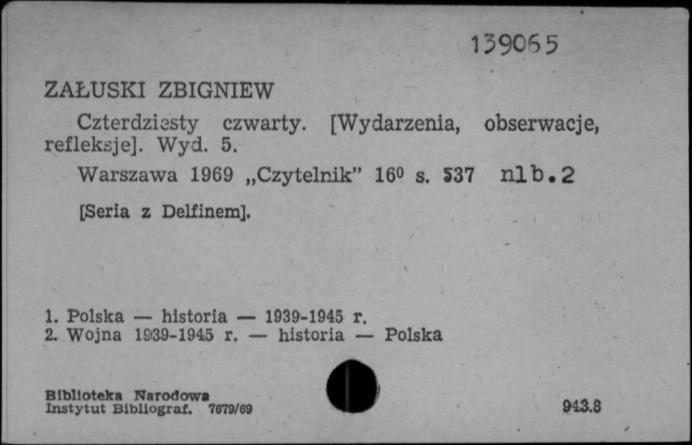 139065
ZAŁUSKI ZBIGNIEW
Czterdziesty czwarty. [Wydarzenia, obserwacje,
refleksje]. Wyd. 5.
Warszawa 1969 „Czytelnik” 16⁰ s. 537 nlb.2
[Seria z Delfinem].
1. Polska — historia — 1939-1945 r.
2. Wojna 1939-1945 r. — historia — Polska
Biblioteka Narodowa
Instytut Bibliograf. 7679/69
943.8